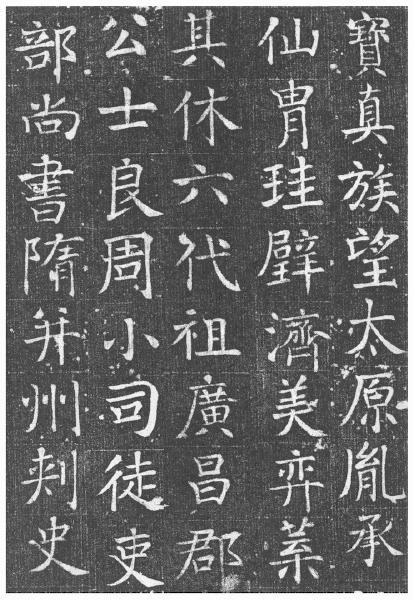 寶真族望太原胤承
仙胄珪璧濟美弈葉
其休六代祖廣昌郡
公士良周小司徒吏
部尚書隋并州刺史